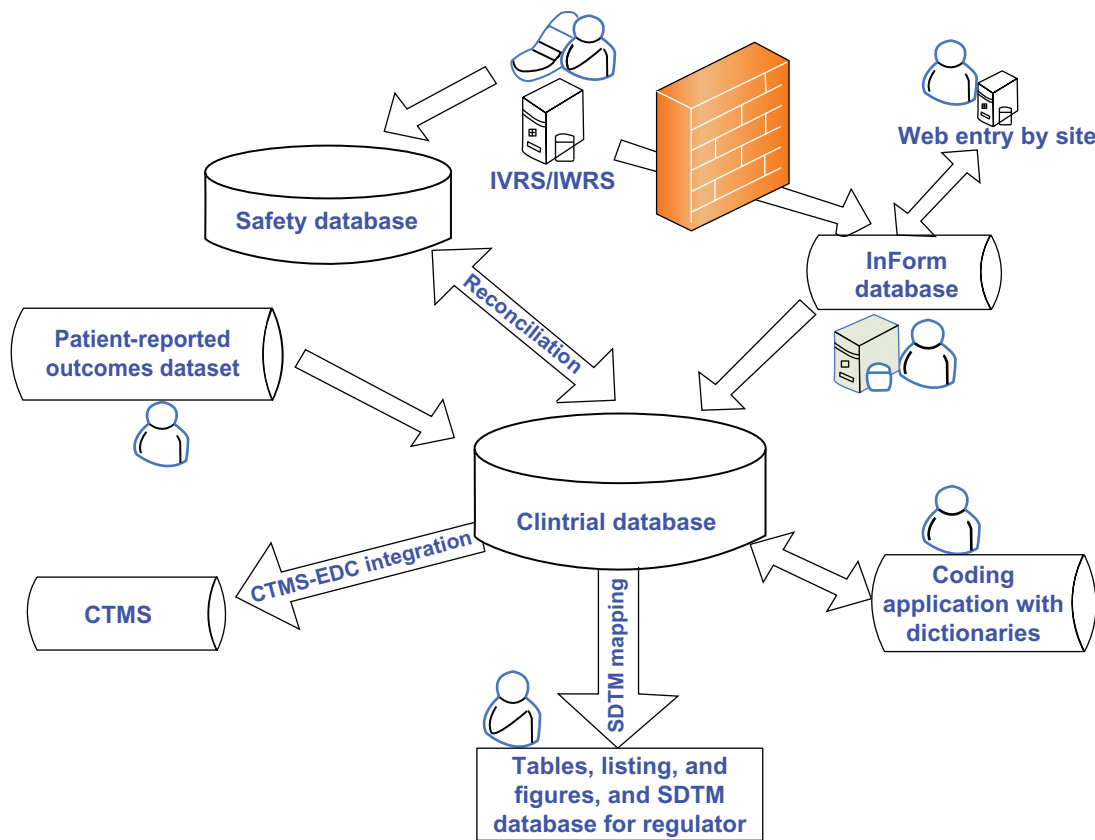 Web entry by site
IVRS/IWRS
Safety database
InForm
database
Reconciliation
Patient-reported
outcomes dataset
Clintrial database
CTMS-EDC integration
CTMS
Coding
application with
dictionaries
SDTM mapping
Tables, listing, and
figures, and SDTM
database for regulator